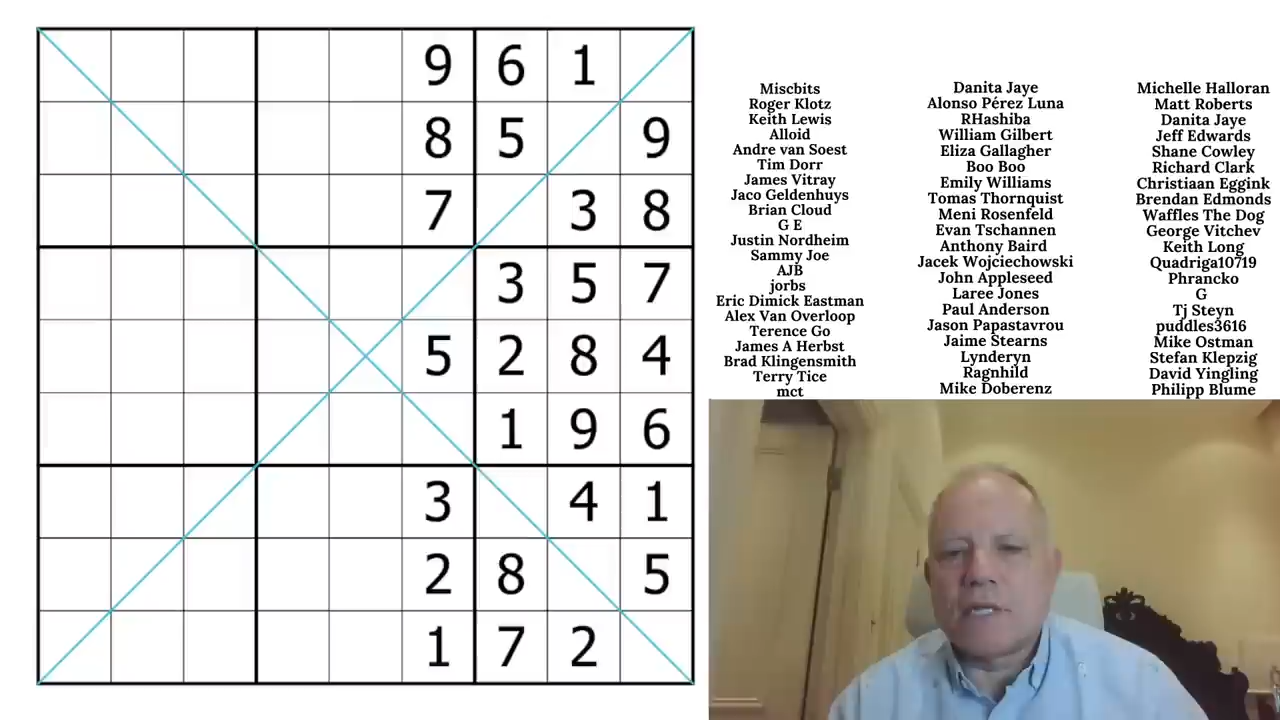 9 6 1
8 5 9
7 3 8
3 5 7
5 2 8 4
1 9 6
3 4 1
2 8 5
1 7 2
Miscbits
Roger Klotz
Keith Lewis
Alloid
Andre van Soest
Tim Dorr
James Vitray
Jaco Geldenhuys
Brian Cloud
G E
Justin Nordheim
Sammy Joe
AJB
jorbs
Eric Dimick Eastman
Alex Van Overloop
Terence Go
James A Herbst
Brad Klingensmith
Terry Tice
mct
Danita Jaye
Alonso Pérez Luna
RHashiba
William Gilbert
Eliza Gallagher
Boo Boo
Emily Williams
Tomas Thornquist
Meni Rosenfeld
Evan Tschannen
Anthony Baird
Jacek Wojciechowski
John Appleseed
Laree Jones
Paul Anderson
Jason Papastavrou
Jaime Stearns
Lynderyn
Ragnhild
Mike Doberenz
Michelle Halloran
Matt Roberts
Danita Jaye
Jeff Edwards
Shane Cowley
Richard Clark
Christiaan Eggink
Brendan Edmonds
Waffles The Dog
George Vitchev
Keith Long
Quadriga10719
Phrancko
G
Tj Steyn
puddles3616
Mike Ostman
Stefan Klepzig
David Yingling
Philipp Blume